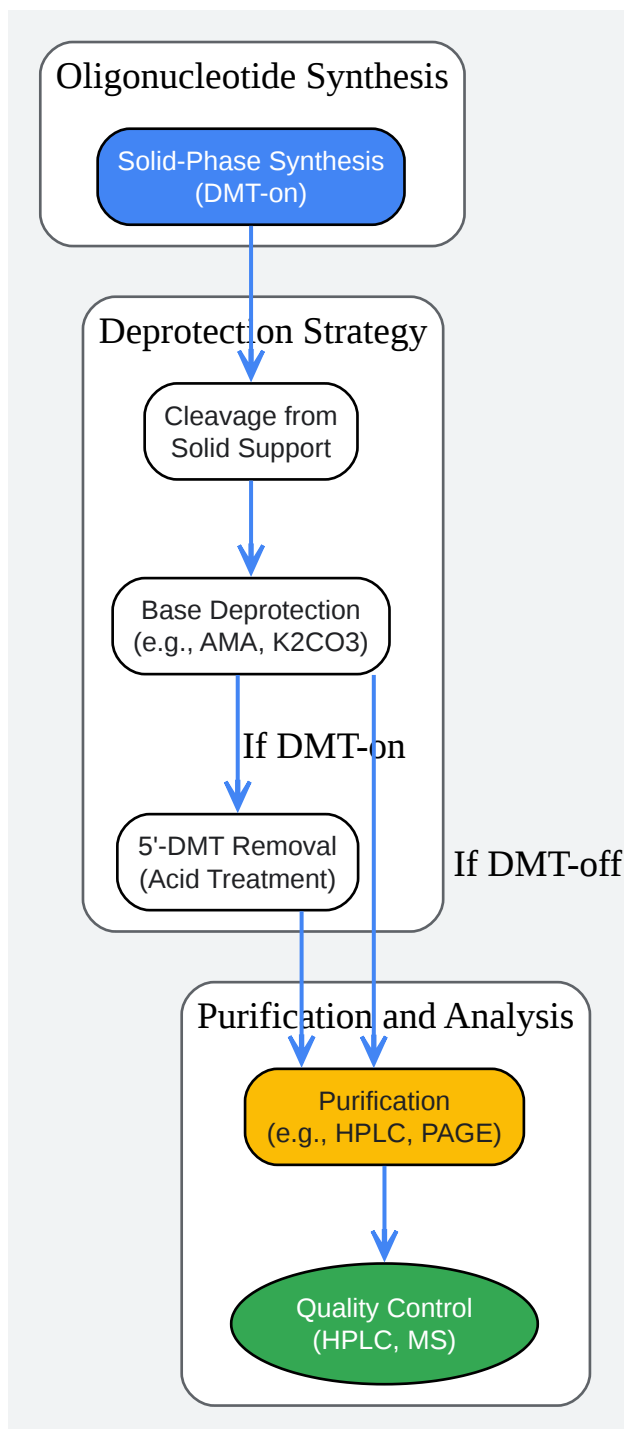 Oligonucleotide Synthesis
Solid-Phase Synthesis
(DMT-on)
Deprotection Strategy
Cleavage from
Solid Support
Base Deprotection
(e.g., AMA, K2CO3)
If DMT-on
5'-DMT Removal
(Acid Treatment)
If DMT-off
Purification and Analysis
Purification
(e.g., HPLC, PAGE)
Quality Control
(HPLC, MS)